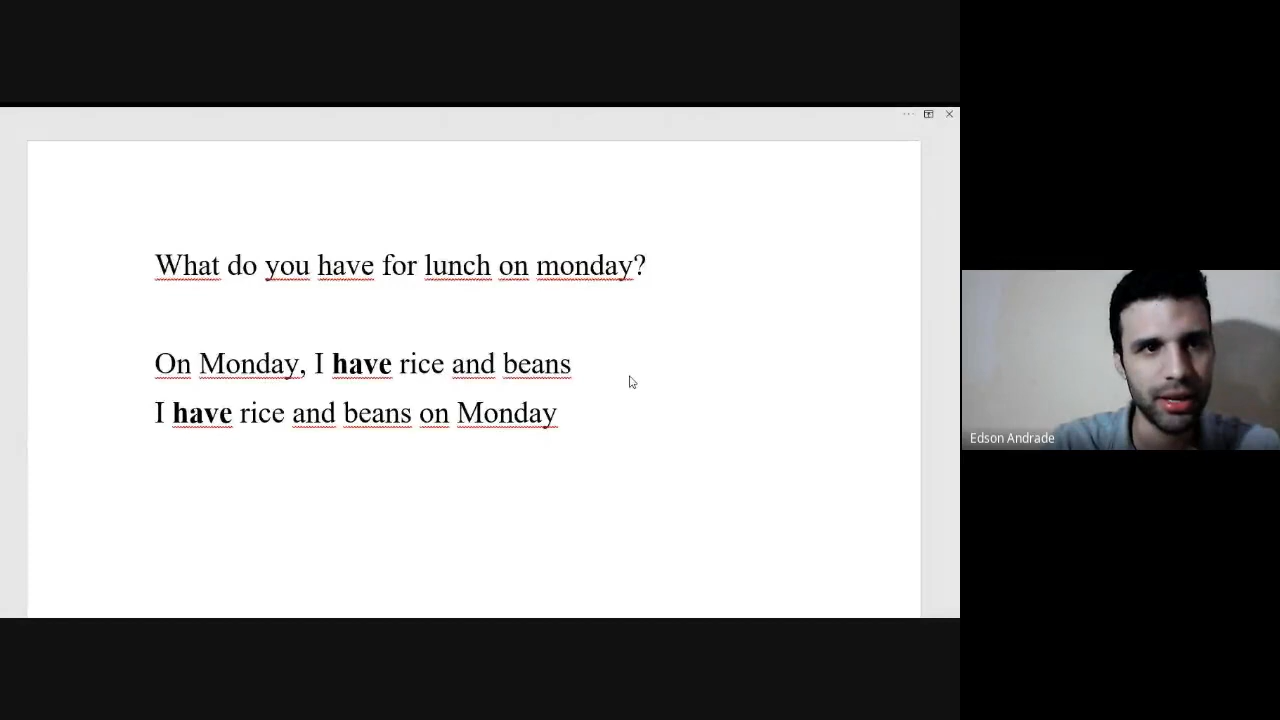 What do you have for lunch on monday?
On Monday, I have rice and beans
I have rice and beans on Monday
Edson Andrade